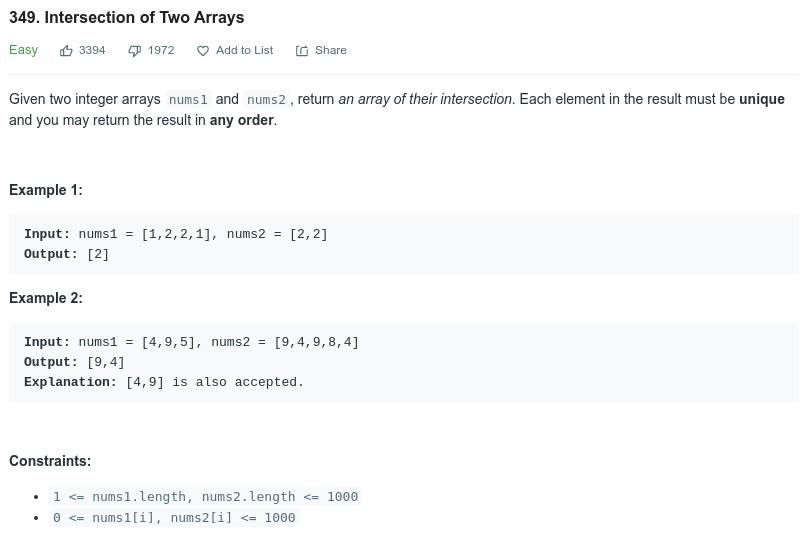 349. Intersection of Two Arrays
Easy 3394 1972 Add to List Share
Given two integer arrays nums1 and nums2 , return an array of their intersection. Each element in the result must be unique
and you may return the result in any order.
Example 1:
Input: nums1 = [1,2,2,1], nums2 = [2,2]
Output: [2]
Example 2:
Input: nums1 = [4,9,5], nums2 = [9,4,9,8,4]
Output: [9,4]
Explanation: [4,9] is also accepted.
Constraints:
• 1 <= nums1.length, nums2.length <= 1000
• 0 <= nums1[i], nums2[i] <= 1000